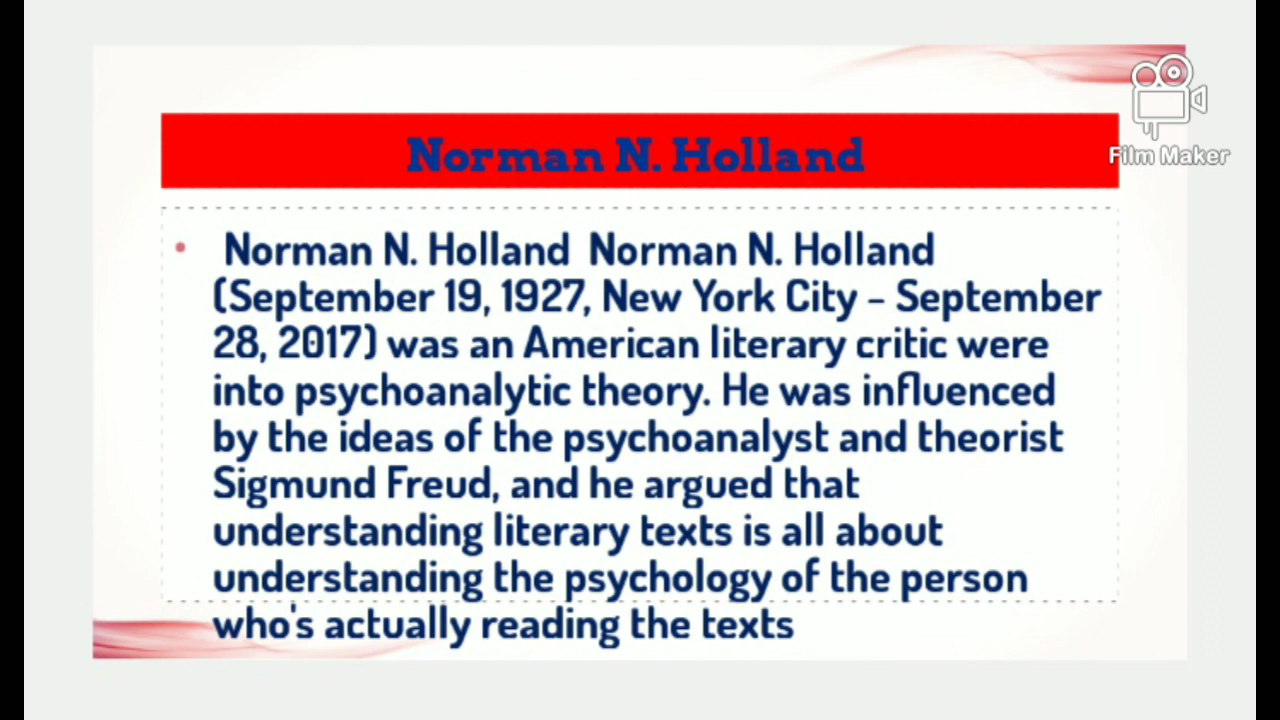 Film Maker
Norman N. Holland
• Norman N. Holland Norman N. Holland
(September 19, 1927, New York City – September
28, 2017) was an American literary critic were
into psychoanalytic theory. He was influenced
by the ideas of the psychoanalyst and theorist
Sigmund Freud, and he argued that
understanding literary texts is all about
understanding the psychology of the person
who's actually reading the texts